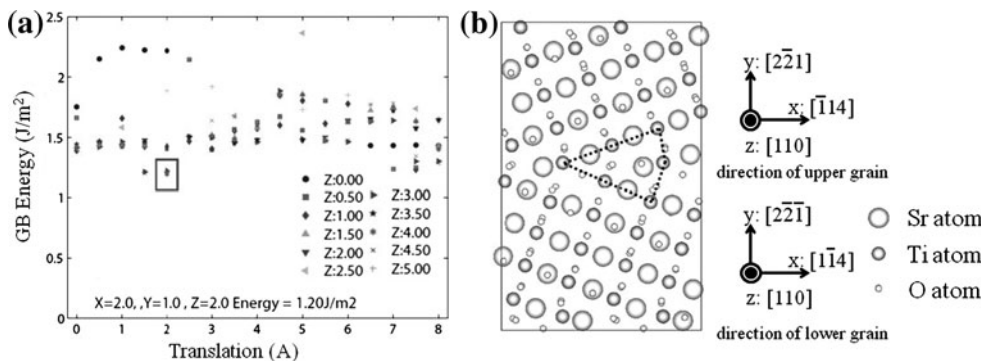 (a)
GB Energy (J/m²)
2.5
2
1.5
1
0.5
0
0 1 2 3 4 5 6 7 8
Translation (A)
Z:0.00
Z:0.50
Z:1.00
Z:1.50
Z:2.00
Z:2.50
Z:3.00
Z:3.50
Z:4.00
Z:4.50
Z:5.00
X=2.0, ,Y=1.0 , Z=2.0 Energy = 1.20J/m2
(b)
y: [22̅1]
x: [1̅14]
z: [110]
direction of upper grain
y: [22̅1̅]
x: [11̅4]
z: [110]
direction of lower grain
Sr atom
Ti atom
O atom